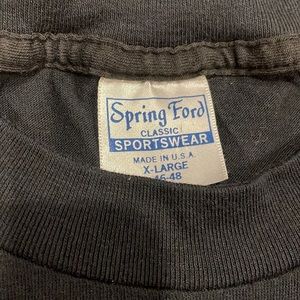 Spring Ford
CLASSIC
SPORTSWEAR
MADE IN U.S.A.
X-LARGE
46-48